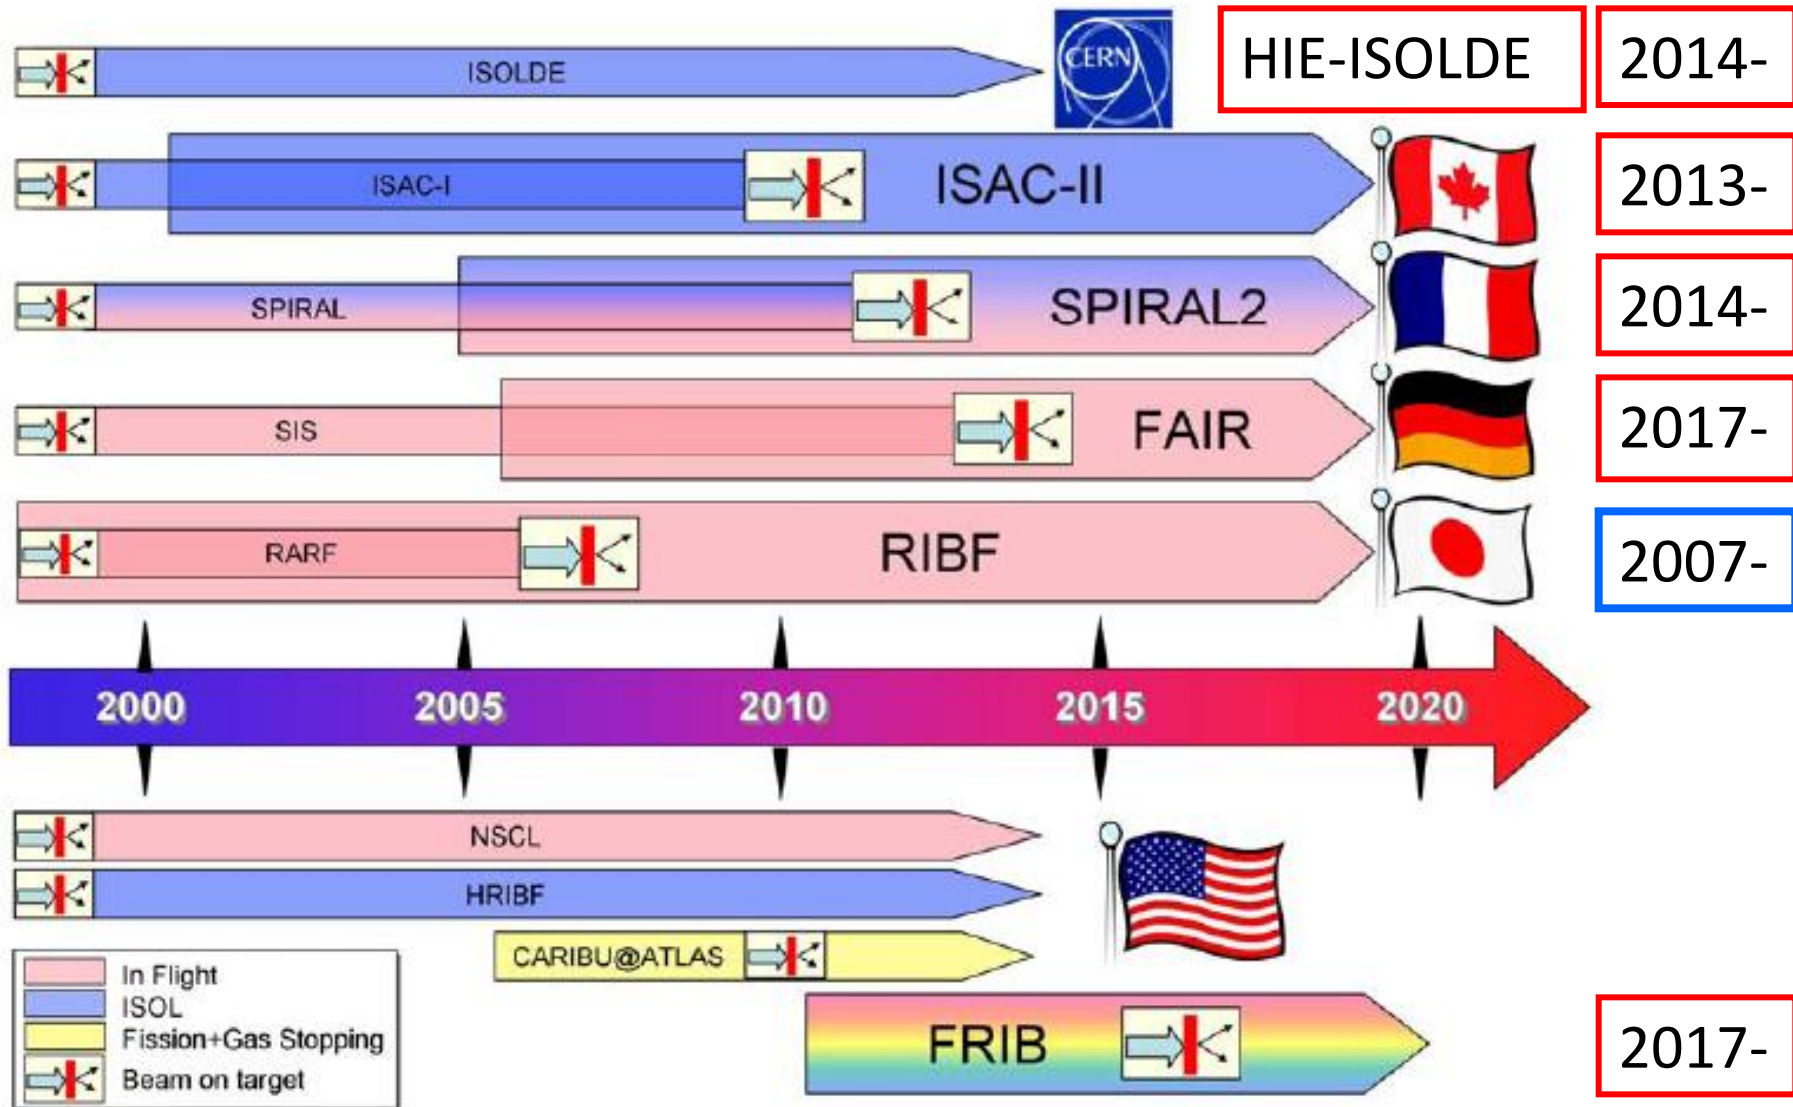 ISOLDE
CERN
HIE-ISOLDE
2014-
ISAC-I
ISAC-II
2013-
SPIRAL
SPIRAL2
2014-
SIS
FAIR
2017-
RARF
RIBF
2007-
2000 2005 2010 2015 2020
NSCL
HRIBF
CARIBU@ATLAS
FRIB
2017-
In Flight
ISOL
Fission+Gas Stopping
Beam on target